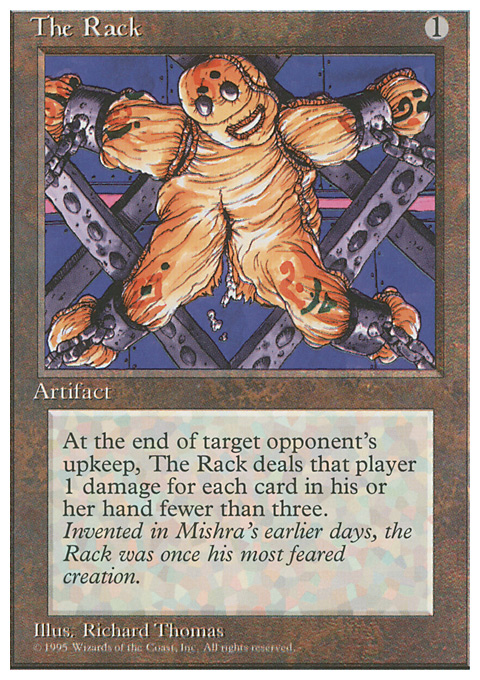 The Rack
1
Artifact
At the end of target opponent's
upkeep, The Rack deals that player
1 damage for each card in his or
her hand fewer than three.
Invented in Mishra's earlier days, the
Rack was once his most feared
creation.
Illus. Richard Thomas
© 1995 Wizards of the Coast, Inc. All rights reserved.